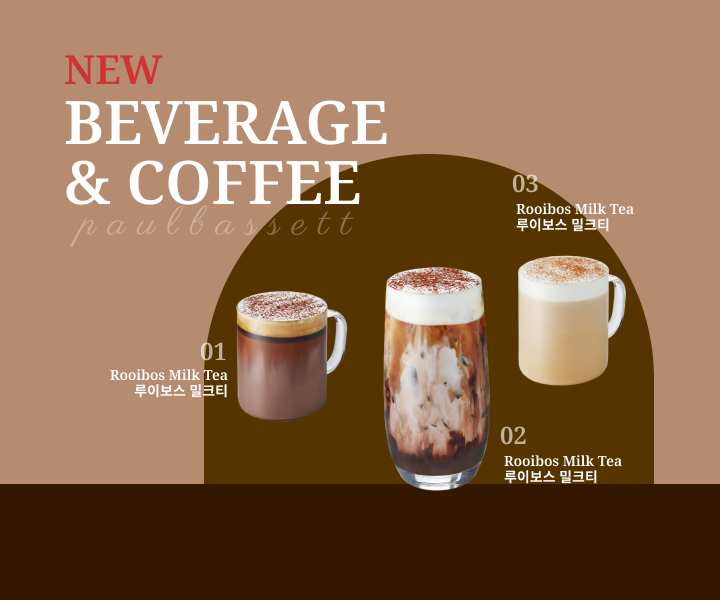 NEW
BEVERAGE
& COFFEE
paulbassett
03
Rooibos Milk Tea
루이보스 밀크티
01
Rooibos Milk Tea
루이보스 밀크티
02
Rooibos Milk Tea
루이보스 밀크티